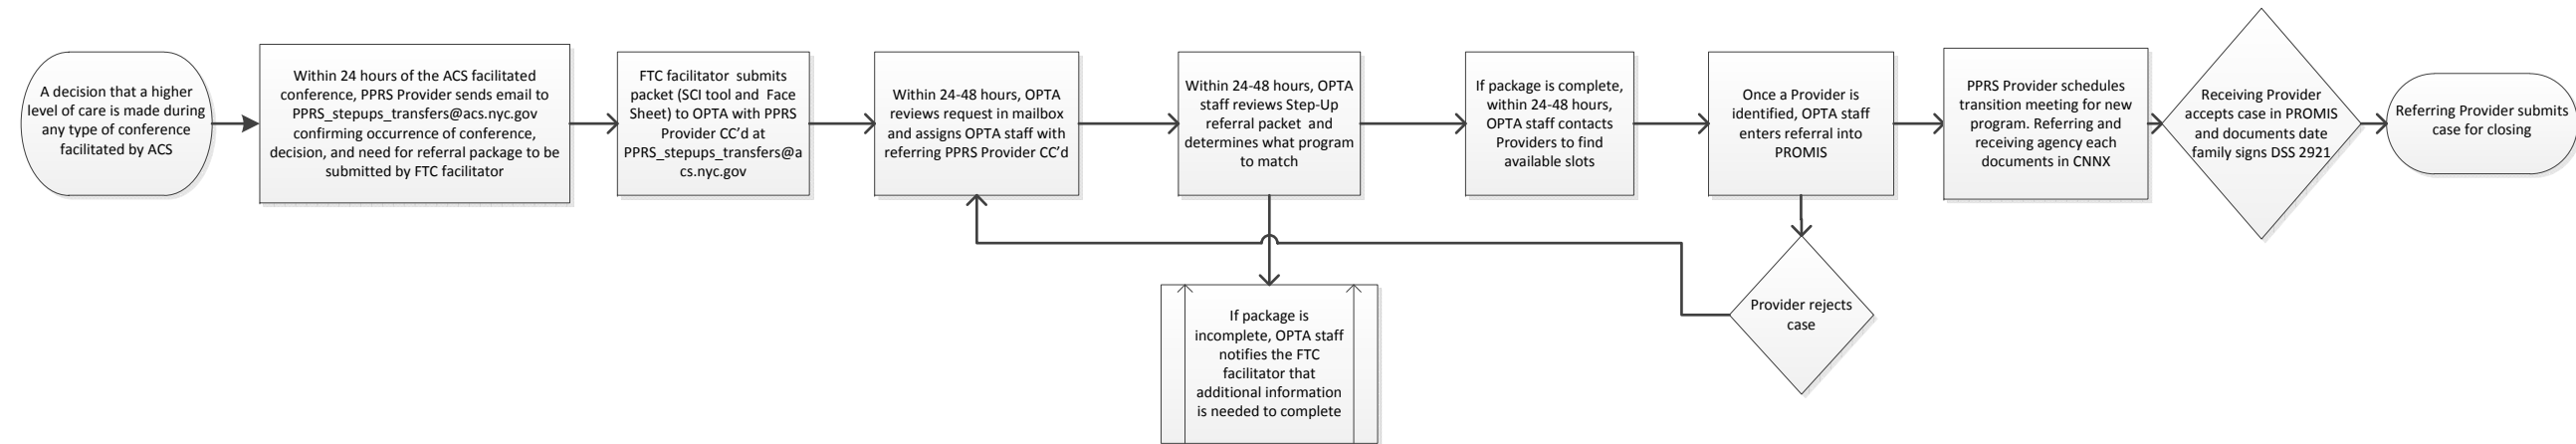 A decision that a higher
level of care is made during
any type of conference
facilitated by ACS
Within 24 hours of the ACS facilitated
conference, PPRS Provider sends email to
PPRS_stepups_transfers@acs.nyc.gov
confirming occurrence of conference,
decision, and need for referral package to be
submitted by FTC facilitator
FTC facilitator submits
packet (SCI tool and Face
Sheet) to OPTA with PPRS
Provider CC'd at
PPRS_stepups_transfers@a
cs.nyc.gov
Within 24-48 hours, OPTA
reviews request in mailbox
and assigns OPTA staff with
referring PPRS Provider CC'd
Within 24-48 hours, OPTA
staff reviews Step-Up
referral packet and
determines what program
to match
If package is complete,
within 24-48 hours,
OPTA staff contacts
Providers to find
available slots
Once a Provider is
identified, OPTA staff
enters referral into
PROMIS
PPRS Provider schedules
transition meeting for new
program. Referring and
receiving agency each
documents in CNNX
Receiving Provider
accepts case in PROMIS
and documents date
family signs DSS 2921
Referring Provider submits
case for closing
If package is
incomplete, OPTA staff
notifies the FTC
facilitator that
additional information
is needed to complete
Provider rejects
case